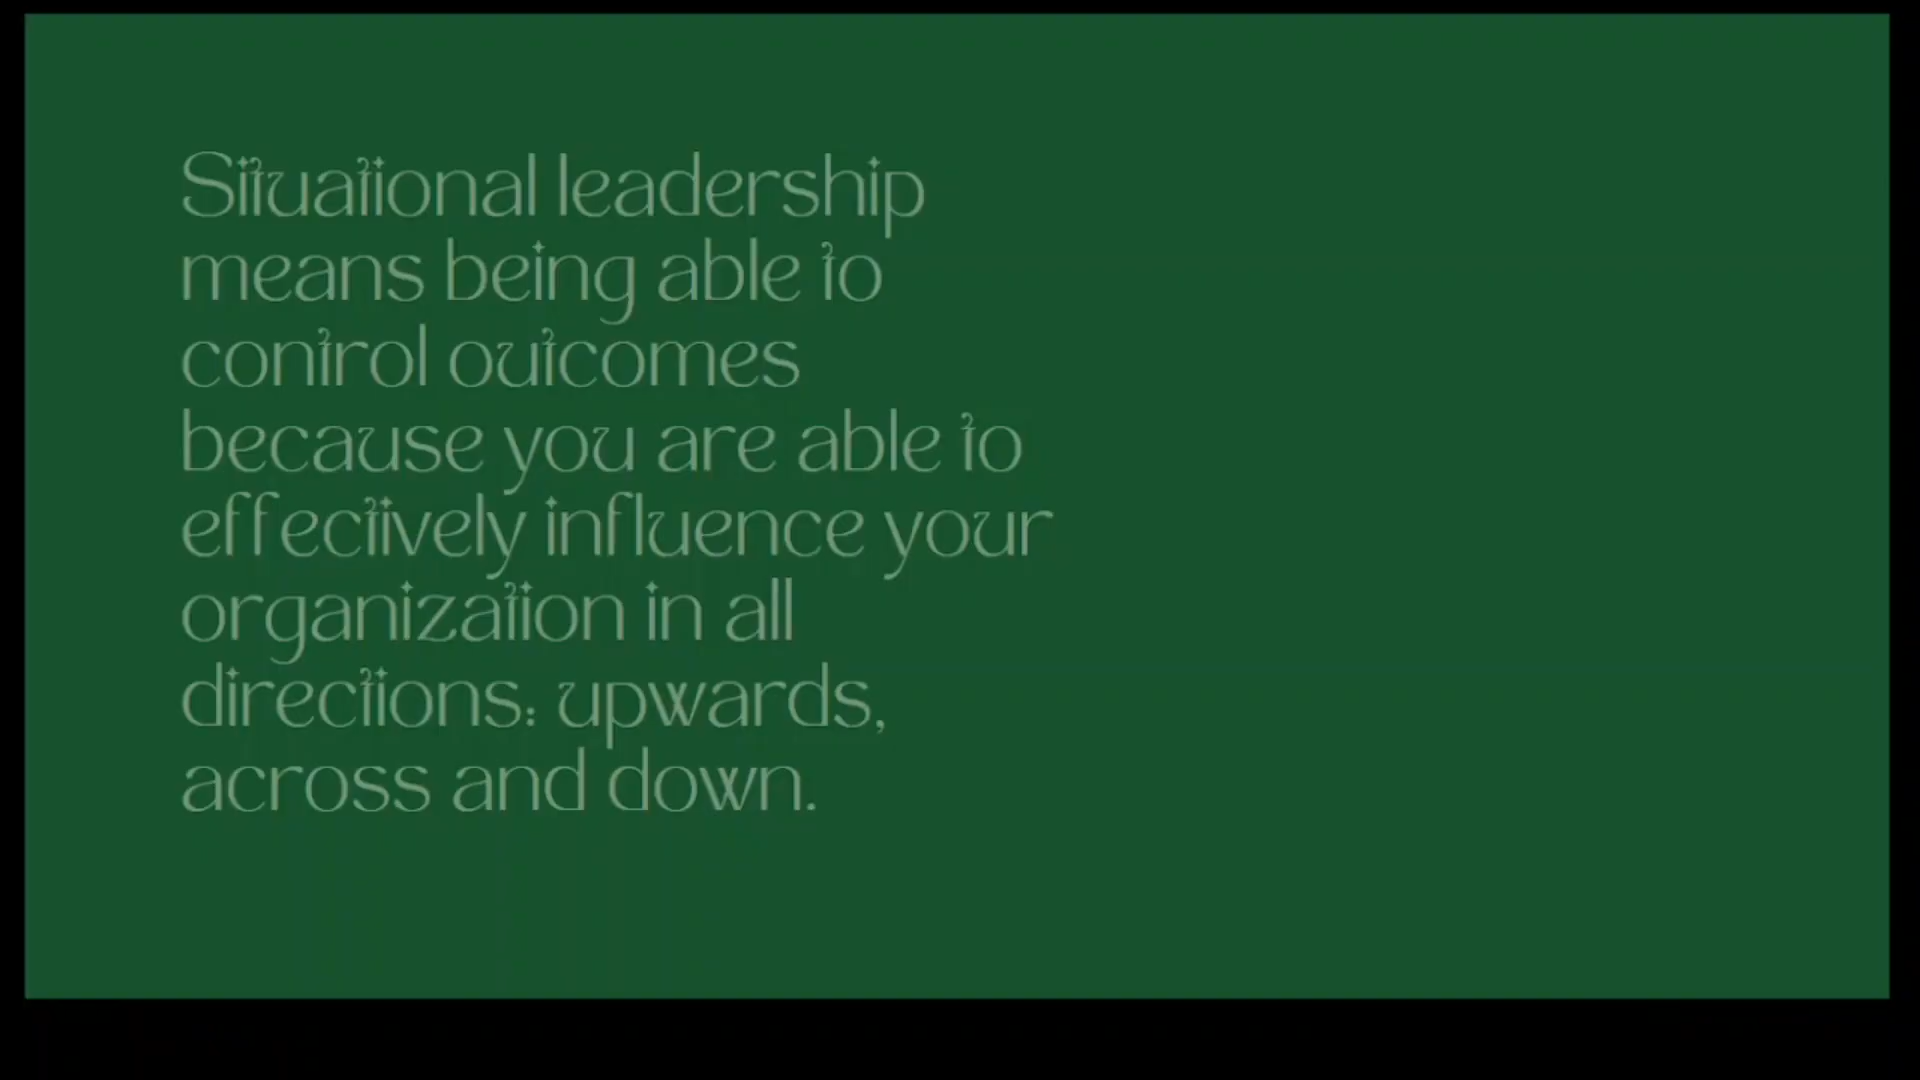 Situational leadership
means being able to
control outcomes
because you are able to
effectively influence your
organization in all
directions: upwards,
across and down.